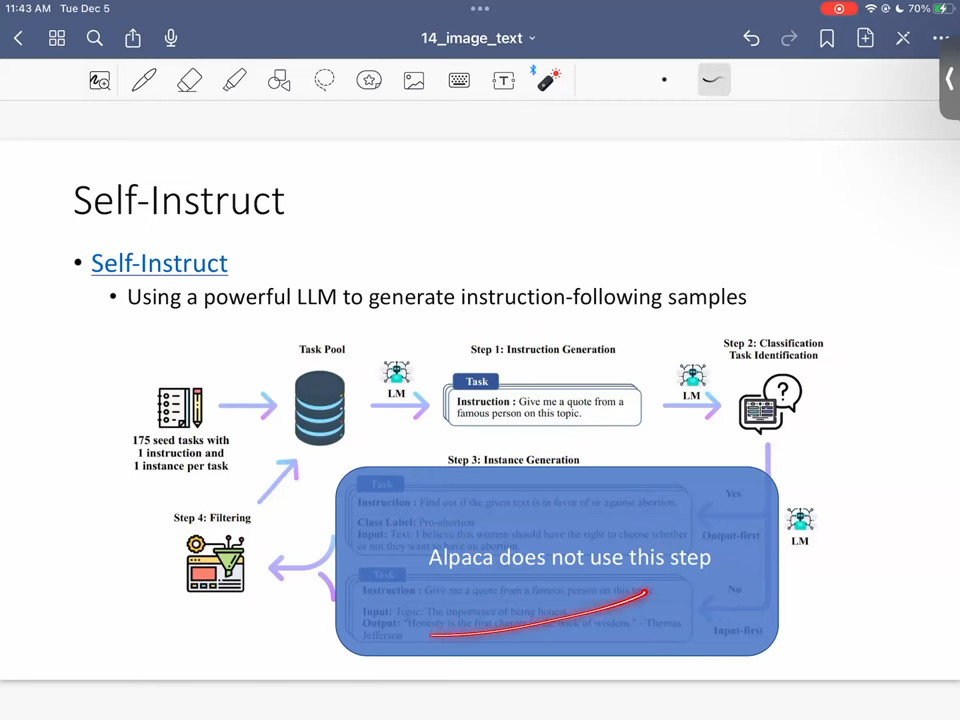 11:43 AM Tue Dec 5
70%
14_image_text
Self-Instruct
• Self-Instruct
• Using a powerful LLM to generate instruction-following samples
Task Pool
Step 1: Instruction Generation
Step 2: Classification
Task Identification
LM
Task
Instruction : Give me a quote from a
famous person on this topic.
LM
175 seed tasks with
1 instruction and
1 instance per task
Step 3: Instance Generation
Task
Instruction : Find out if the given text is in favor of or against abortion.
Class Label: Pro-abortion
Input: Text: I believe that women should have the right to choose whether
or not they want to have an abortion.
Yes
Output-first
Step 4: Filtering
LM
Alpaca does not use this step
Task
Instruction : Give me a quote from a famous person on this topic.
Input: Topic: The importance of being honest.
Output: "Honesty is the first chapter in the book of wisdom." - Thomas
Jefferson
No
Input-first